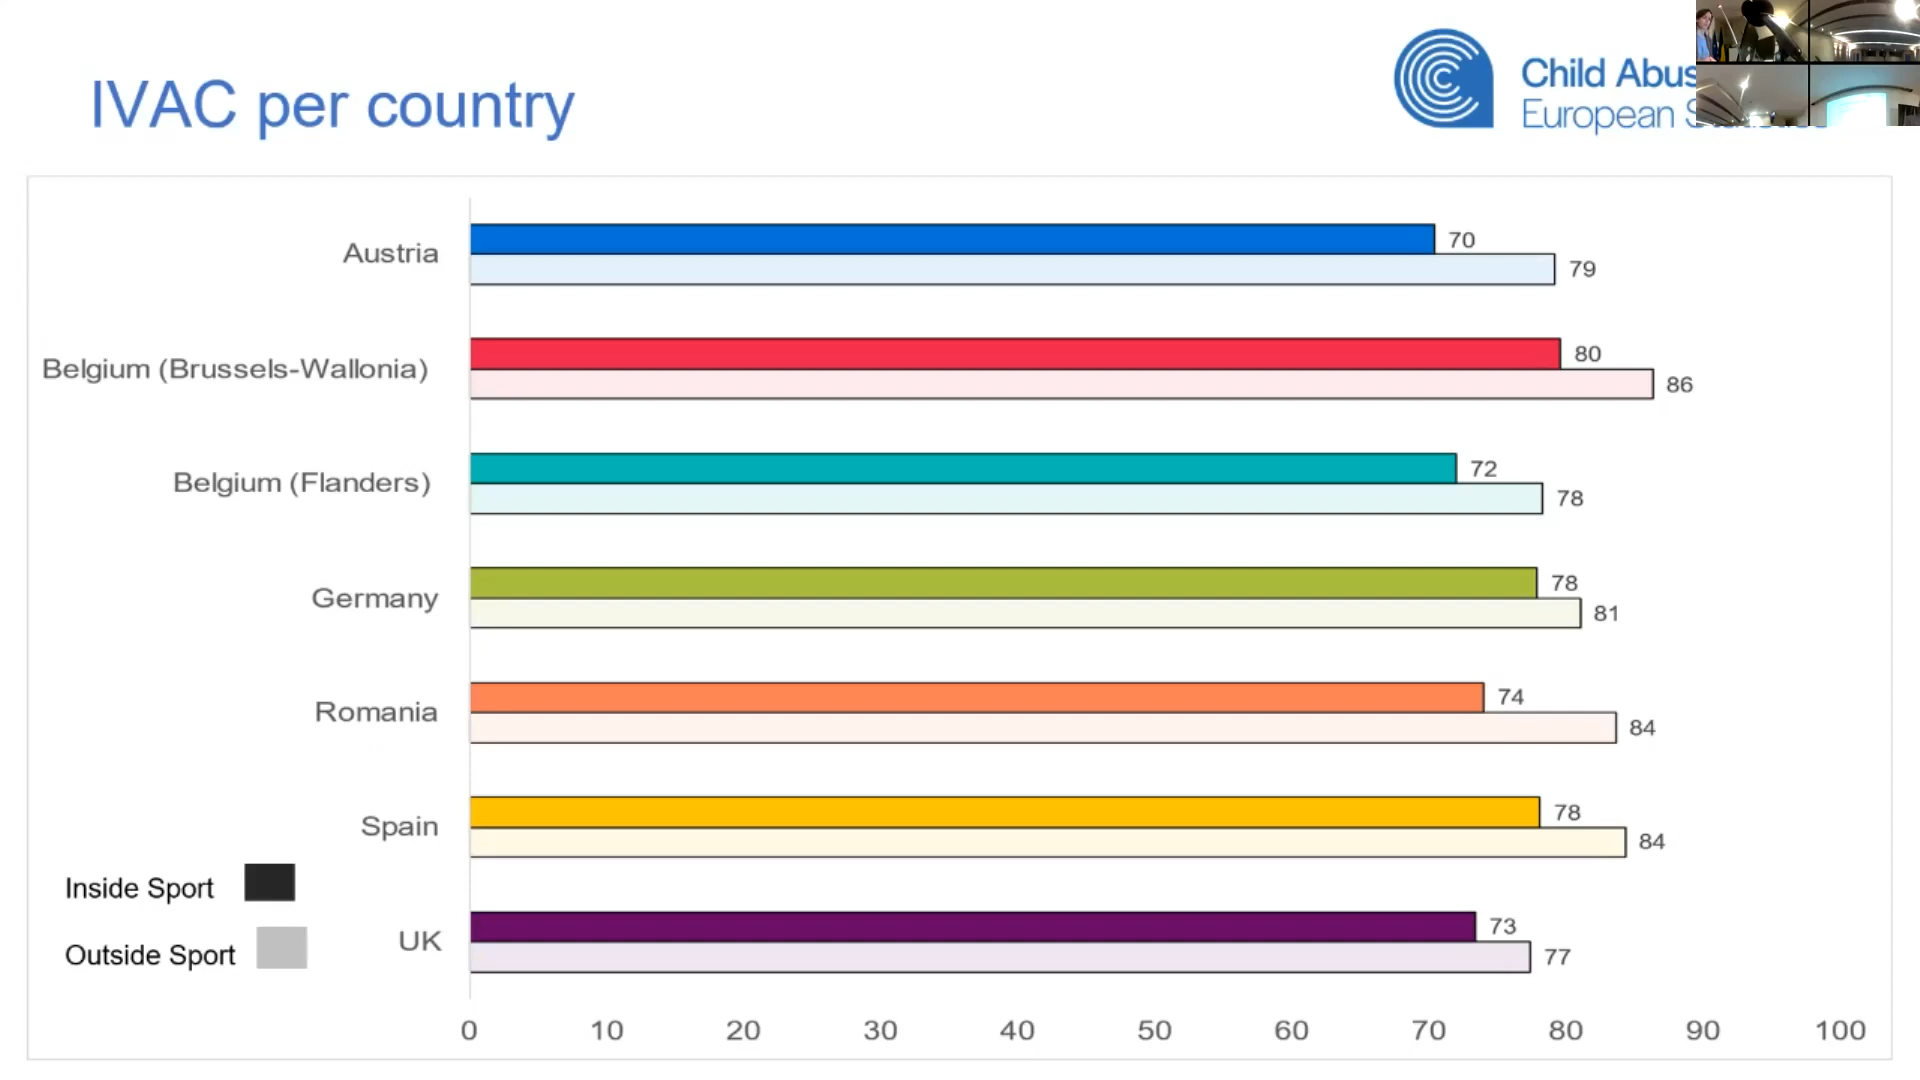 IVAC per country
Child Abus
European S
Austria
70
79
Belgium (Brussels-Wallonia)
80
86
Belgium (Flanders)
72
78
Germany
78
81
Romania
74
84
Spain
78
84
Inside Sport
Outside Sport
UK
73
77
0 10 20 30 40 50 60 70 80 90 100